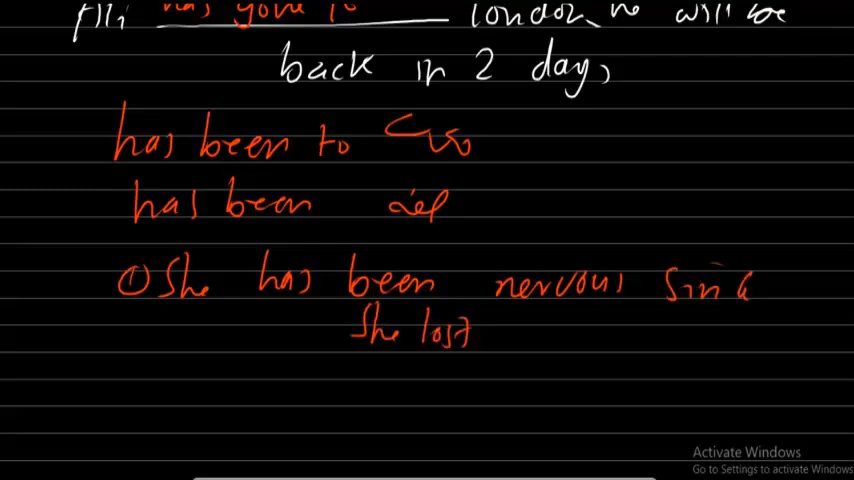 Ali has gone to London, he will be
back in 2 days
has been to
has been
① She has been nervous since
she lost
Activate Windows
Go to Settings to activate Windows